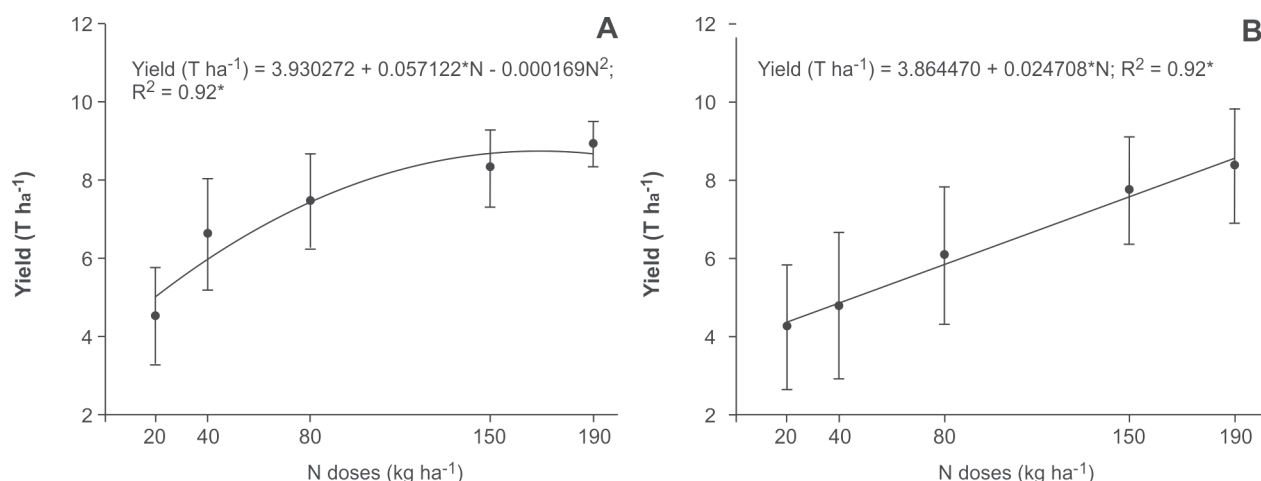 A
Yield (T ha-1) = 3.930272 + 0.057122*N - 0.000169N2;
R2 = 0.92*
12
10
8
6
4
2
Yield (T ha-1)
20 40 80 150 190
N doses (kg ha-1)
B
Yield (T ha-1) = 3.864470 + 0.024708*N; R2 = 0.92*
12
10
8
6
4
2
Yield (T ha-1)
20 40 80 150 190
N doses (kg ha-1)